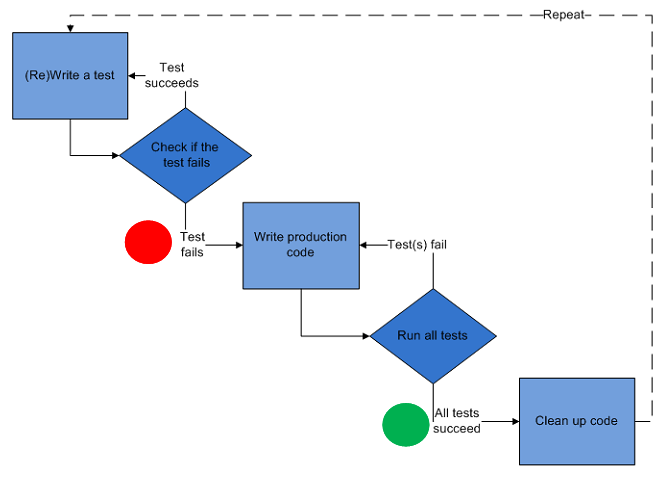 Repeat
(Re)Write a test
Test
succeeds
Check if the
test fails
Test
fails
Write production
code
Test(s) fail
Run all tests
All tests
succeed
Clean up code